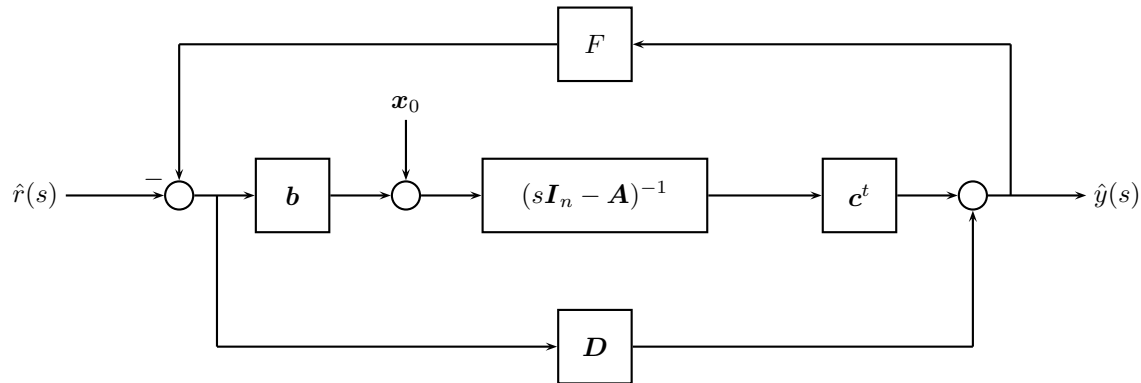 F
x₀
−
r̂(s)
b
(sIₙ − A)⁻¹
cᵗ
ŷ(s)
D